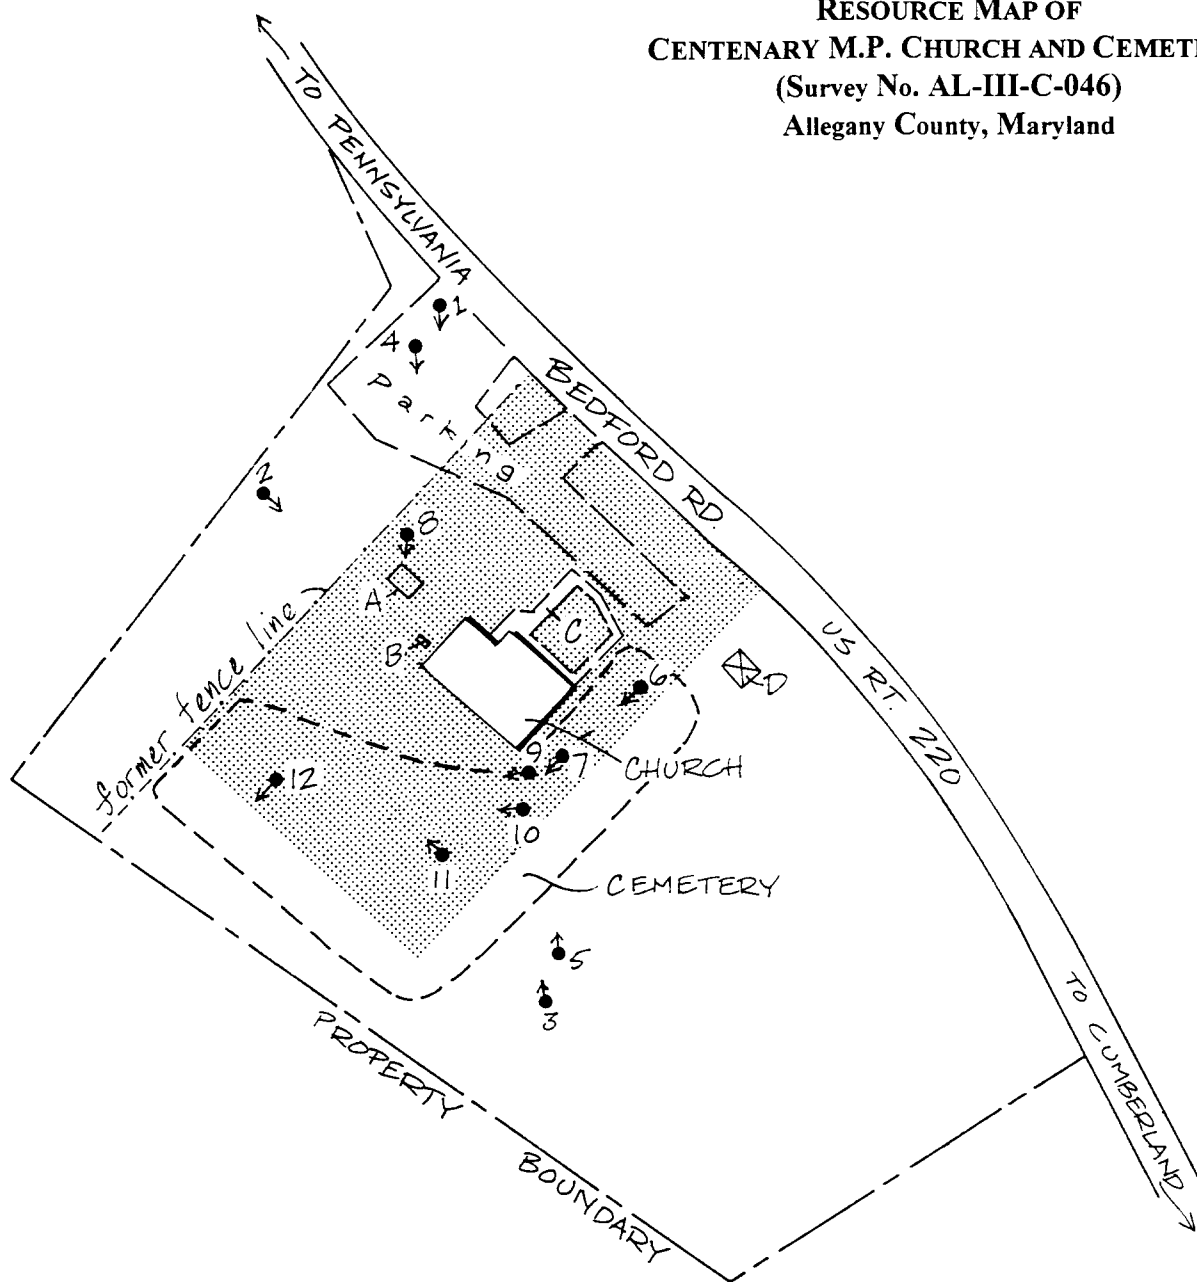 RESOURCE MAP OF
CENTENARY M.P. CHURCH AND CEMETE
(Survey No. AL-III-C-046)
Allegany County, Maryland
TO PENNSYLVANIA
1
4
Parking
BEDFORD RD.
2
8
A
former fence line
B
C
6
D
US RT. 220
9
7
CHURCH
12
10
11
CEMETERY
5
3
TO CUMBERLAND
PROPERTY
BOUNDARY